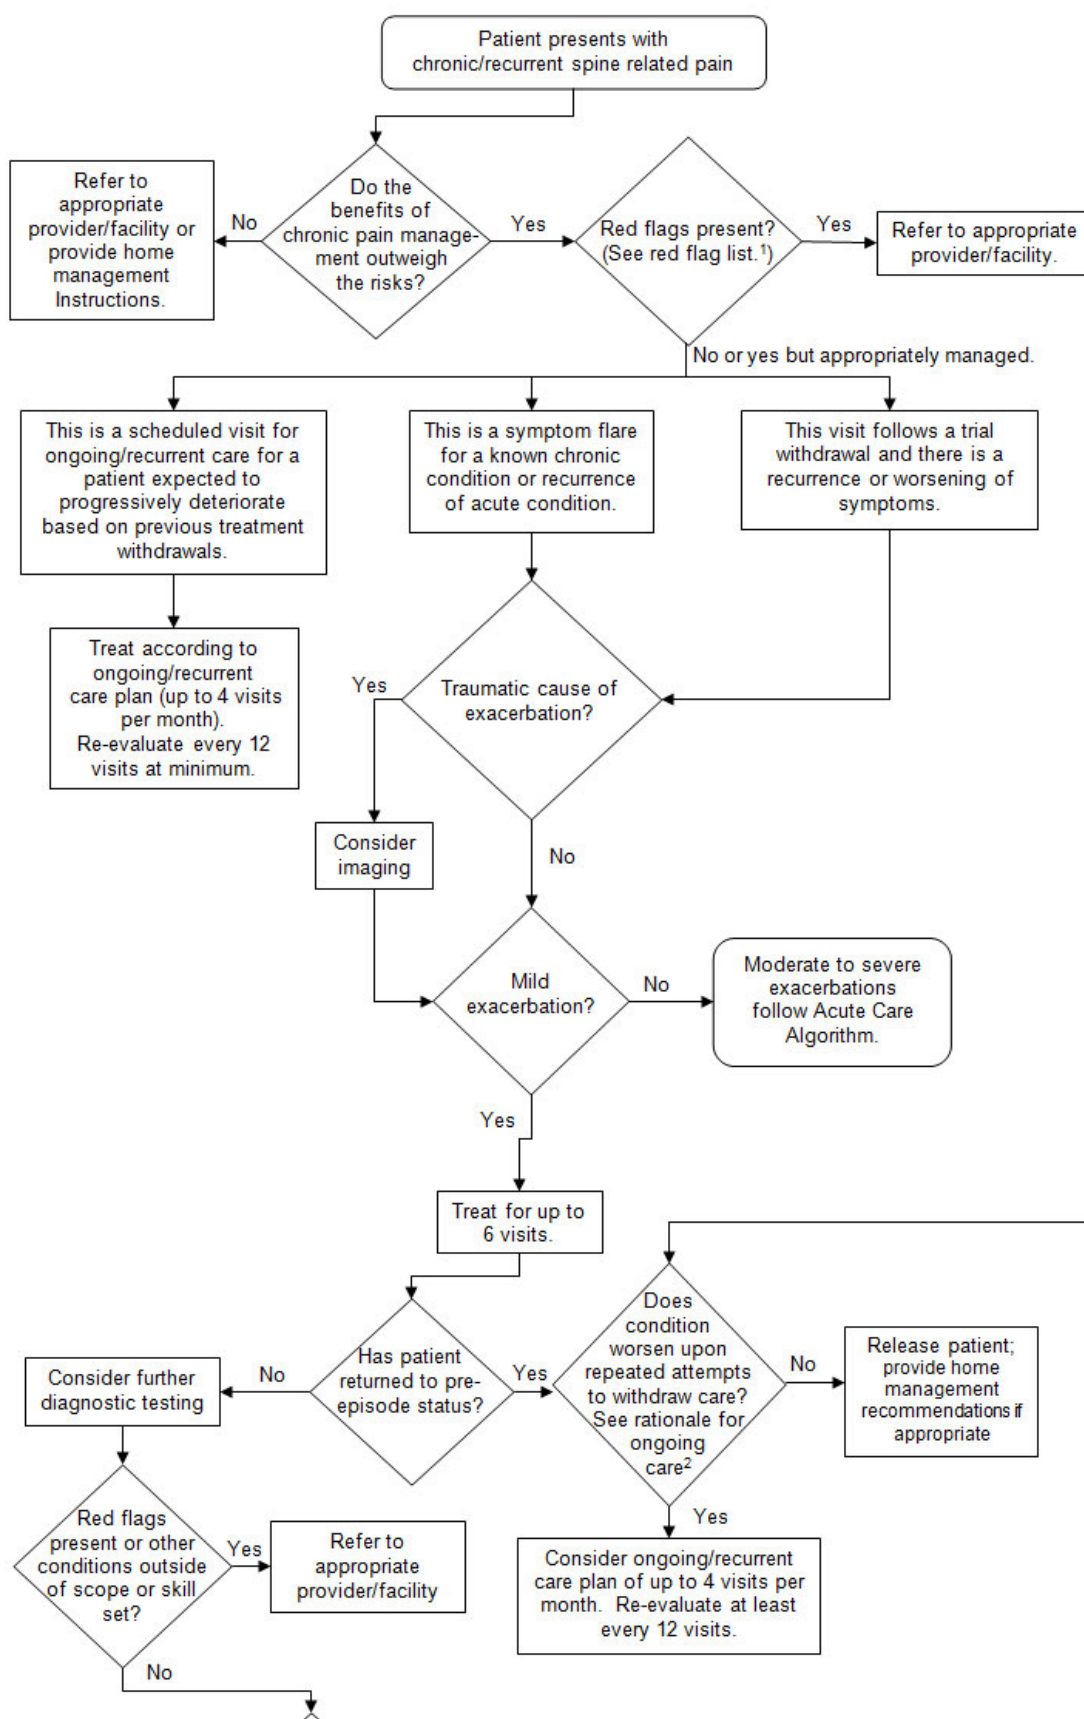 Patient presents with
chronic/recurrent spine related pain
Refer to
appropriate
provider/facility or
provide home
management
Instructions.
No
Do the
benefits of
chronic pain manage-
ment outweigh
the risks?
Yes
Red flags present?
(See red flag list.¹)
Yes
Refer to appropriate
provider/facility.
No or yes but appropriately managed.
This is a scheduled visit for
ongoing/recurrent care for a
patient expected to
progressively deteriorate
based on previous treatment
withdrawals.
This is a symptom flare
for a known chronic
condition or recurrence
of acute condition.
This visit follows a trial
withdrawal and there is a
recurrence or worsening of
symptoms.
Treat according to
ongoing/recurrent
care plan (up to 4 visits
per month).
Re-evaluate every 12
visits at minimum.
Yes
Traumatic cause of
exacerbation?
Consider
imaging
No
Mild
exacerbation?
No
Moderate to severe
exacerbations
follow Acute Care
Algorithm.
Yes
Treat for up to
6 visits.
Consider further
diagnostic testing
No
Has patient
returned to pre-
episode status?
Yes
Does
condition
worsen upon
repeated attempts
to withdraw care?
See rationale for
ongoing
care²
No
Release patient;
provide home
management
recommendations if
appropriate
Yes
Red flags
present or other
conditions outside
of scope or skill
set?
Yes
Refer to
appropriate
provider/facility
Consider ongoing/recurrent
care plan of up to 4 visits per
month. Re-evaluate at least
every 12 visits.
No